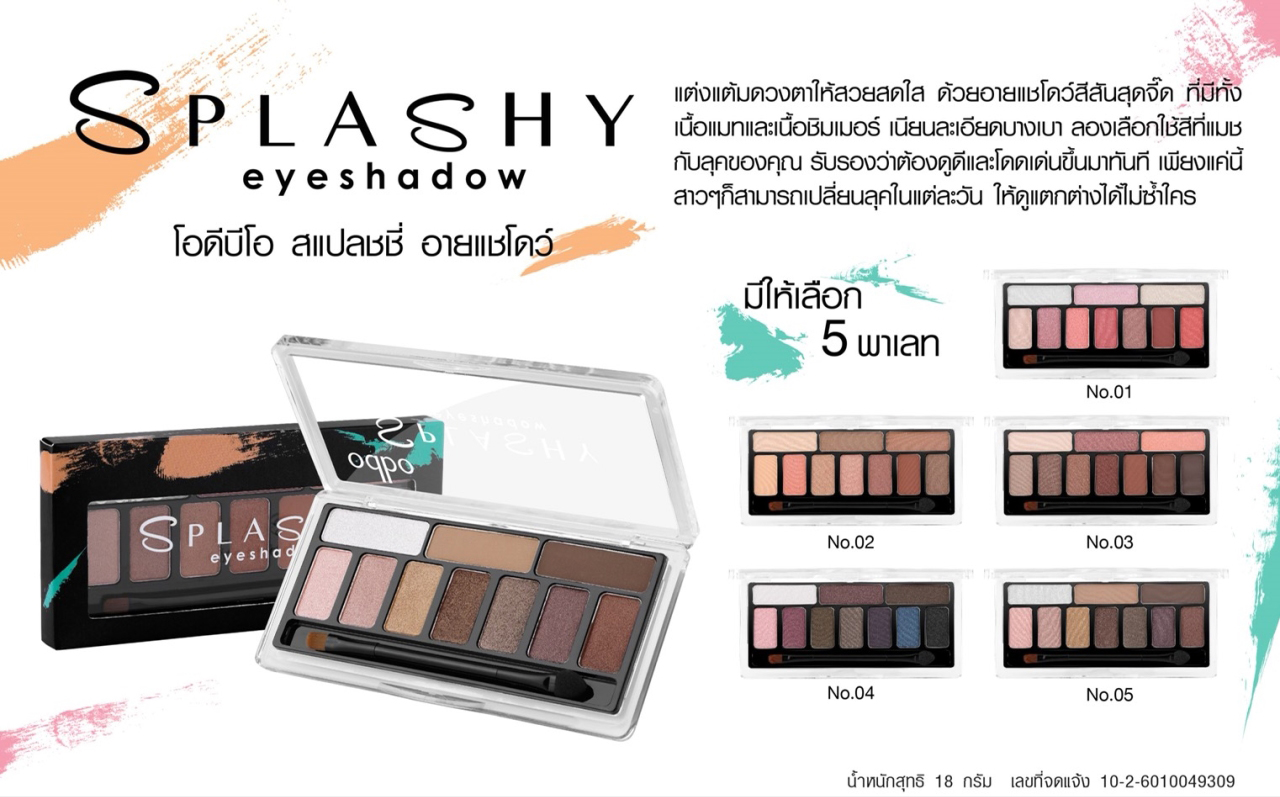 SPLASHY
eyeshadow
โอดีบีโอ สแปลชชี่ อายแชโดว์
แต่งแต้มดวงตาให้สวยสดใส ด้วยอายแชโดว์สีสันสุดจี๊ด ที่มีทั้ง
เนื้อแมทและเนื้อชิมเมอร์ เนียนละเอียดบางเบา ลองเลือกใช้สีที่แมช
กับลุคของคุณ รับรองว่าต้องดูดีและโดดเด่นขึ้นมาทันที เพียงแค่นี้
สาวๆก็สามารถเปลี่ยนลุคในแต่ละวัน ให้ดูแตกต่างได้ไม่ซ้ำใคร
มีให้เลือก
5 พาเลท
No.01
No.02
No.03
No.04
No.05
odbo
SPLASHY
eyeshadow
SPLAS
eyeshad
น้ำหนักสุทธิ 18 กรัม เลขที่จดแจ้ง 10-2-6010049309